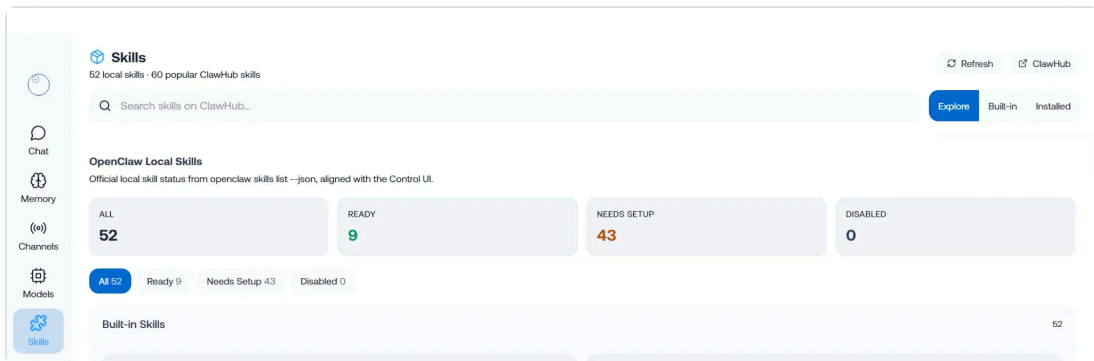 Skills
52 local skills · 60 popular ClawHub skills
Refresh
ClawHub
Search skills on ClawHub...
Explore
Built-in
Installed
Chat
Memory
Channels
Models
Skills
OpenClaw Local Skills
Official local skill status from openclaw skills list --json, aligned with the Control UI.
ALL
52
READY
9
NEEDS SETUP
43
DISABLED
0
All 52
Ready 9
Needs Setup 43
Disabled 0
Built-in Skills
52